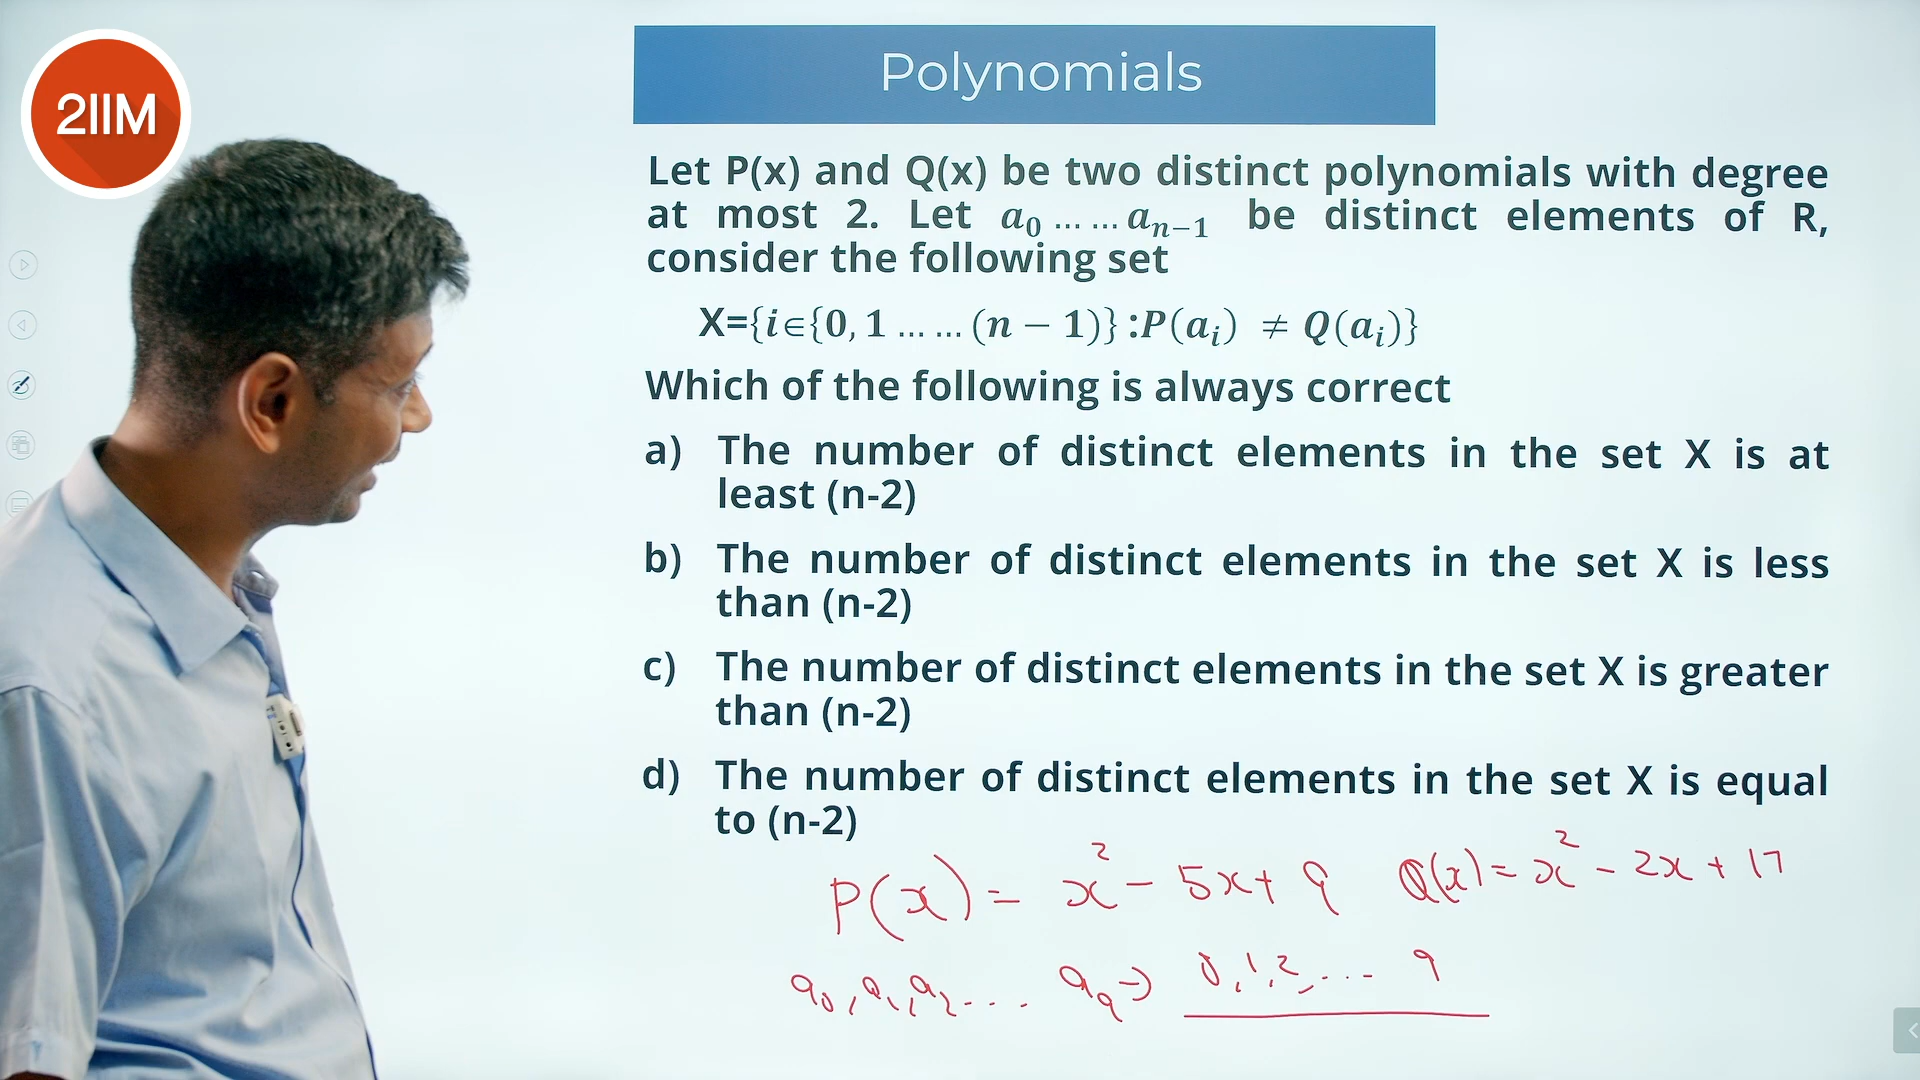 2IIM
Polynomials
Let P(x) and Q(x) be two distinct polynomials with degree
at most 2. Let a₀ ... ... aₙ₋₁ be distinct elements of R,
consider the following set
X={i∈{0, 1 ... ... (n − 1)} :P(aᵢ) ≠ Q(aᵢ)}
Which of the following is always correct
a) The number of distinct elements in the set X is at
least (n-2)
b) The number of distinct elements in the set X is less
than (n-2)
c) The number of distinct elements in the set X is greater
than (n-2)
d) The number of distinct elements in the set X is equal
to (n-2)
P(x) = x² - 5x + 9 Q(x) = x² - 2x + 17
a₀, a₁, a₂ ... a₉ → 0, 1, 2, ... 9